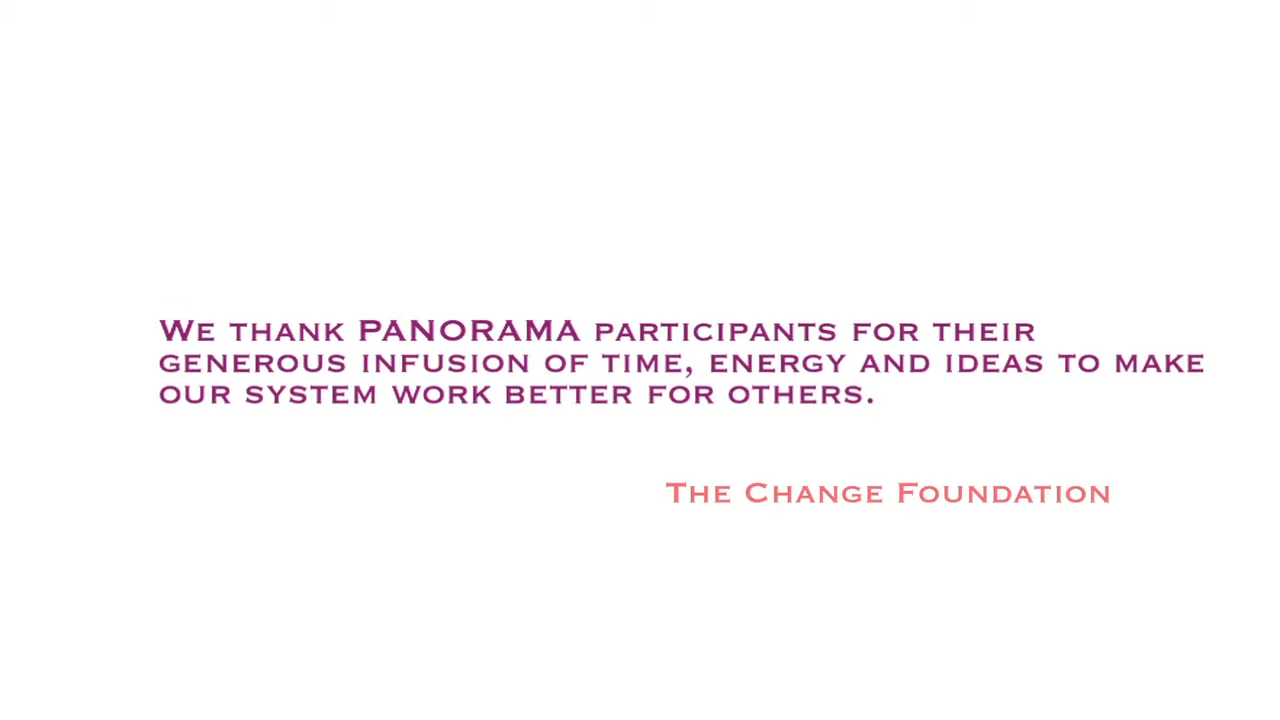 We thank PANORAMA participants for their
generous infusion of time, energy and ideas to make
our system work better for others.
The Change Foundation